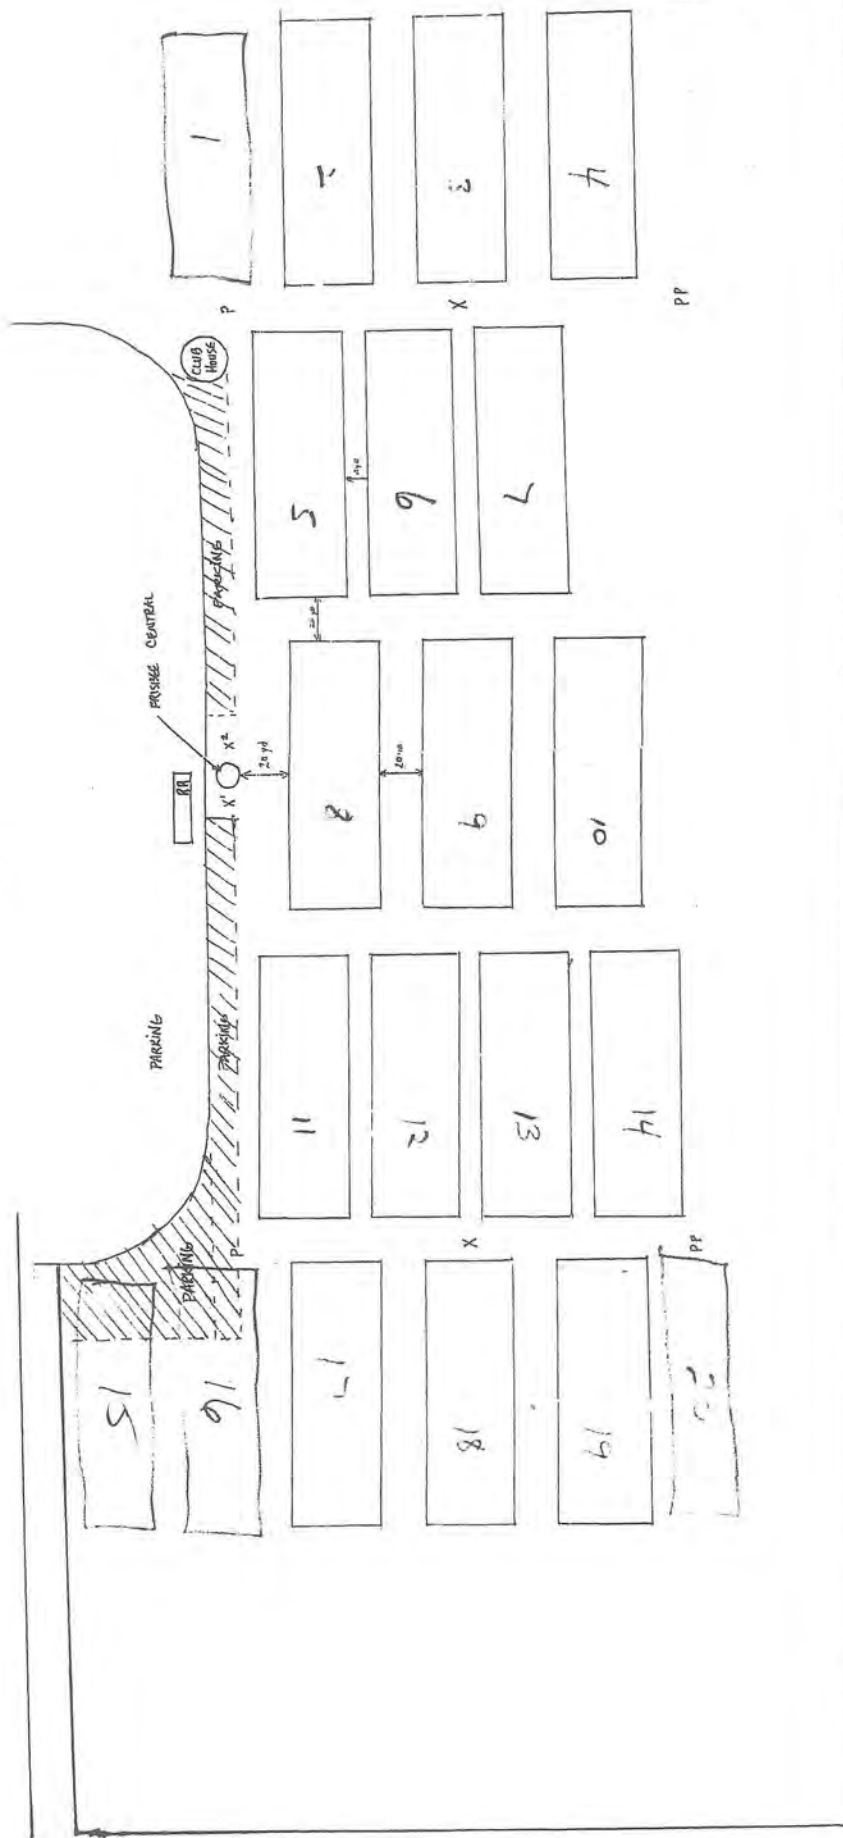 1
2
3
4
P
X
PP
CLUB
HOUSE
5
6
7
PARKING
FRISBEE CENTRAL
X²
X¹
RR
20 yd
8
9
10
PARKING
PARKING
11
12
13
14
P
X
PP
PARKING
15
16
17
18
19